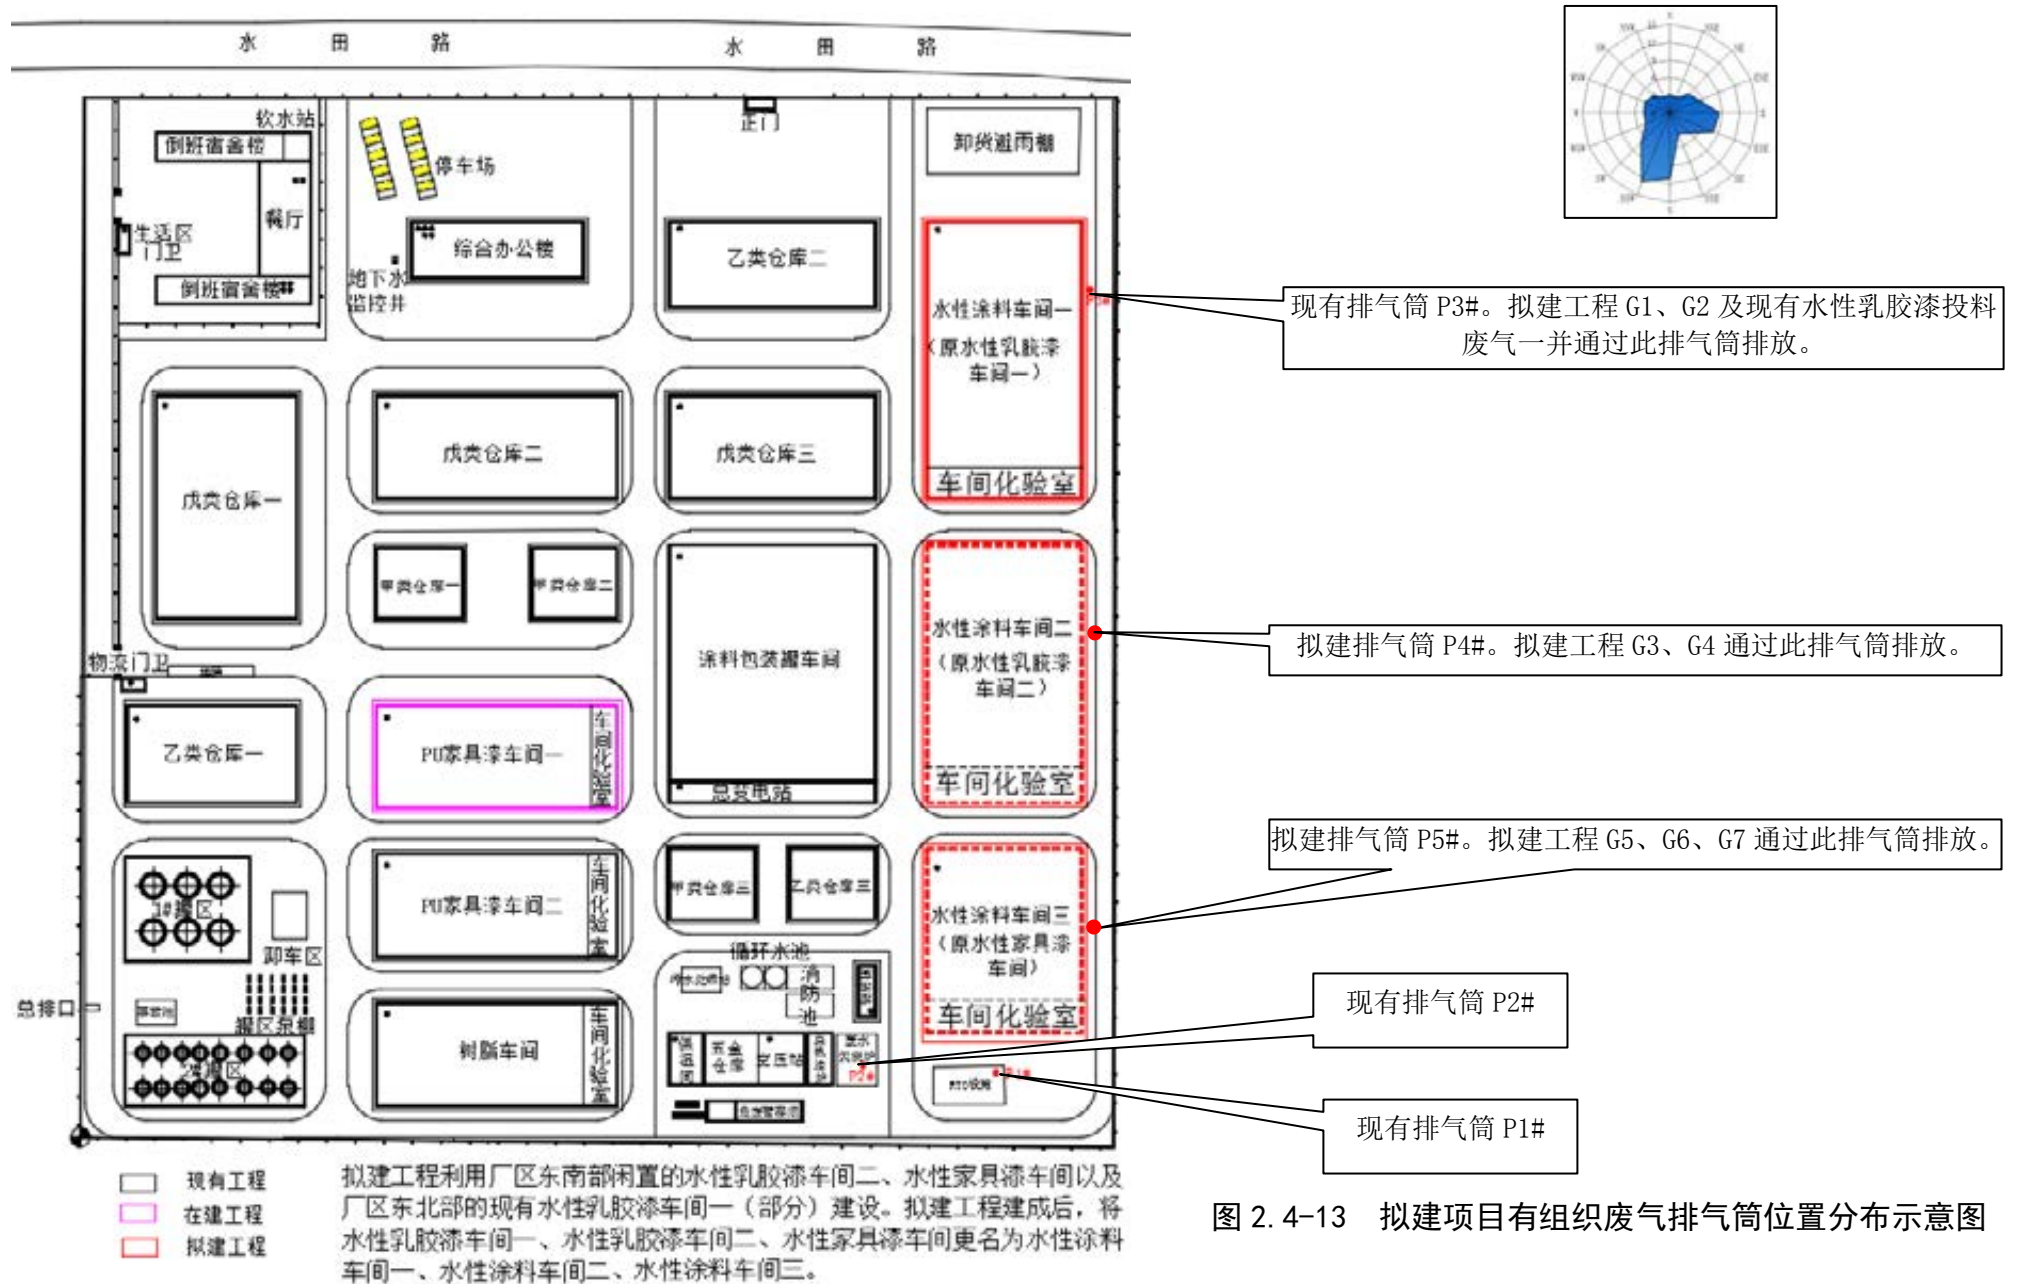 水 田 路 水 田 路
软水站
倒班宿舍楼
餐厅
生活区
门卫
倒班宿舍楼
停车场
综合办公楼
地下水
监控井
正门
乙类仓库二
卸货避雨棚
水性涂料车间一
（原水性乳胶漆
车间一）
车间化验室
P3#
现有排气筒 P3#。拟建工程 G1、G2 及现有水性乳胶漆投料
废气一并通过此排气筒排放。
戊类仓库一
戊类仓库二
戊类仓库三
甲类仓库一
甲类仓库二
涂料包装罐车间
总变电站
水性涂料车间二
（原水性乳胶漆
车间二）
车间化验室
拟建排气筒 P4#。拟建工程 G3、G4 通过此排气筒排放。
物流门卫
乙类仓库一
PU家具漆车间一
车间化验室
PU家具漆车间二
车间化验室
甲类仓库三
乙类仓库三
水性涂料车间三
（原水性家具漆
车间）
车间化验室
拟建排气筒 P5#。拟建工程 G5、G6、G7 通过此排气筒排放。
1#罐区
卸车区
罐区泵棚
总排口
2#罐区
树脂车间
车间化验室
循环水池
消防池
五金
仓库
变压站
P2#
现有排气筒 P2#
RTO设施
P1#
现有排气筒 P1#
现有工程
在建工程
拟建工程
拟建工程利用厂区东南部闲置的水性乳胶漆车间二、水性家具漆车间以及
厂区东北部的现有水性乳胶漆车间一（部分）建设。拟建工程建成后，将
水性乳胶漆车间一、水性乳胶漆车间二、水性家具漆车间更名为水性涂料
车间一、水性涂料车间二、水性涂料车间三。
图 2.4-13 拟建项目有组织废气排气筒位置分布示意图